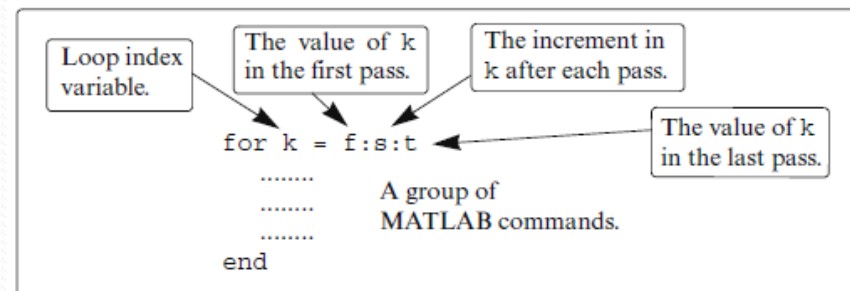 Loop index
variable.
The value of k
in the first pass.
The increment in
k after each pass.
for k = f:s:t
The value of k
in the last pass.
........
........
........
A group of
MATLAB commands.
end